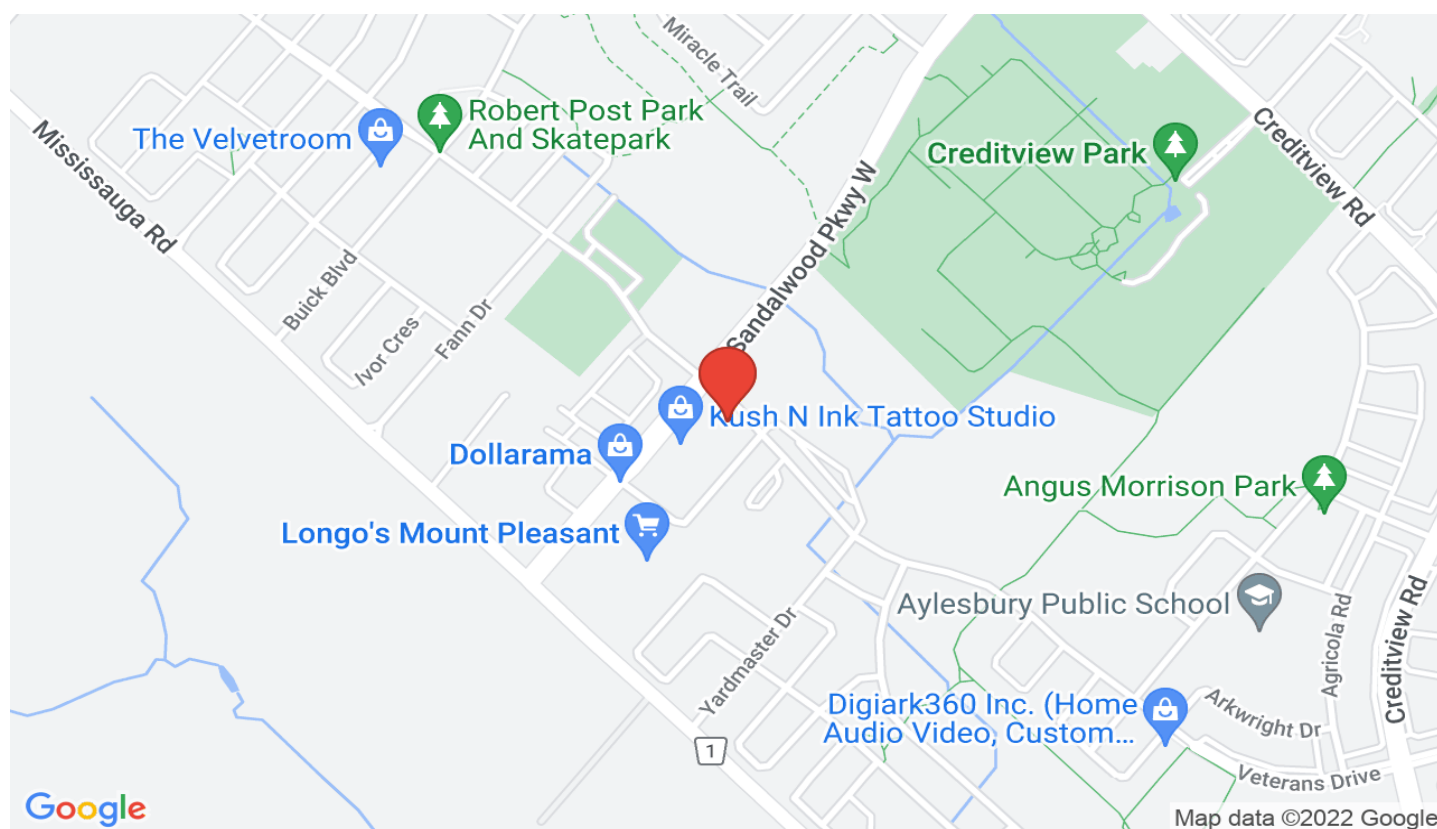 Miracle Trail
Robert Post Park
And Skatepark
The Velvetroom
Mississauga Rd
Creditview Park
Creditview Rd
Sandalwood Pkwy W
Buick Blvd
Ivor Cres
Fann Dr
Kush N Ink Tattoo Studio
Dollarama
Longo's Mount Pleasant
Angus Morrison Park
Aylesbury Public School
Agricola Rd
Creditview Rd
Yardmaster Dr
Digiark360 Inc. (Home
Audio Video, Custom...
Arkwright Dr
1
Veterans Drive
Google
Map data ©2022 Google